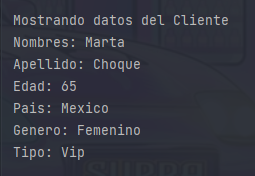 Mostrando datos del Cliente
Nombres: Marta
Apellido: Choque
Edad: 65
Pais: Mexico
Genero: Femenino
Tipo: Vip